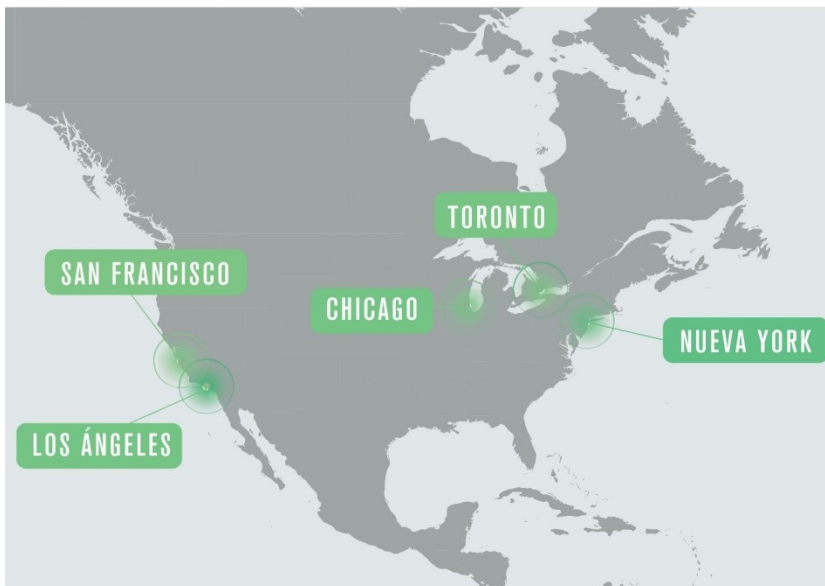 TORONTO
SAN FRANCISCO
CHICAGO
NUEVA YORK
LOS ÁNGELES